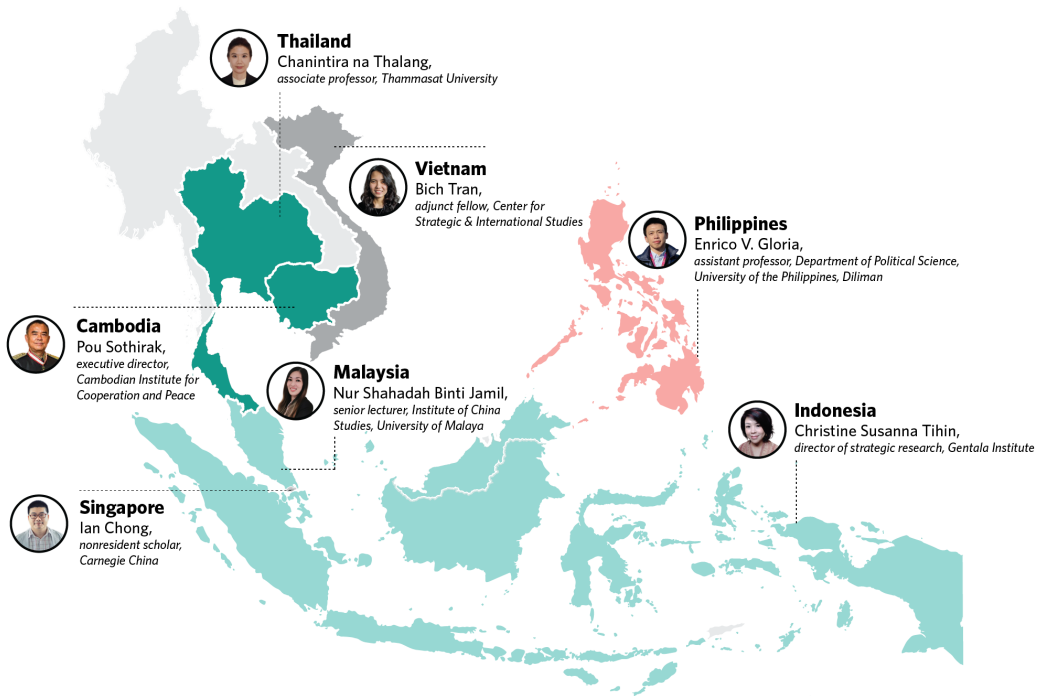 Thailand
Chanintira na Thalang,
associate professor, Thammasat University
Vietnam
Bich Tran,
adjunct fellow, Center for
Strategic & International Studies
Philippines
Enrico V. Gloria,
assistant professor, Department of Political Science,
University of the Philippines, Diliman
Cambodia
Pou Sothirak,
executive director,
Cambodian Institute for
Cooperation and Peace
Malaysia
Nur Shahadah Binti Jamil,
senior lecturer, Institute of China
Studies, University of Malaya
Indonesia
Christine Susanna Tihin,
director of strategic research, Gentala Institute
Singapore
Ian Chong,
nonresident scholar,
Carnegie China